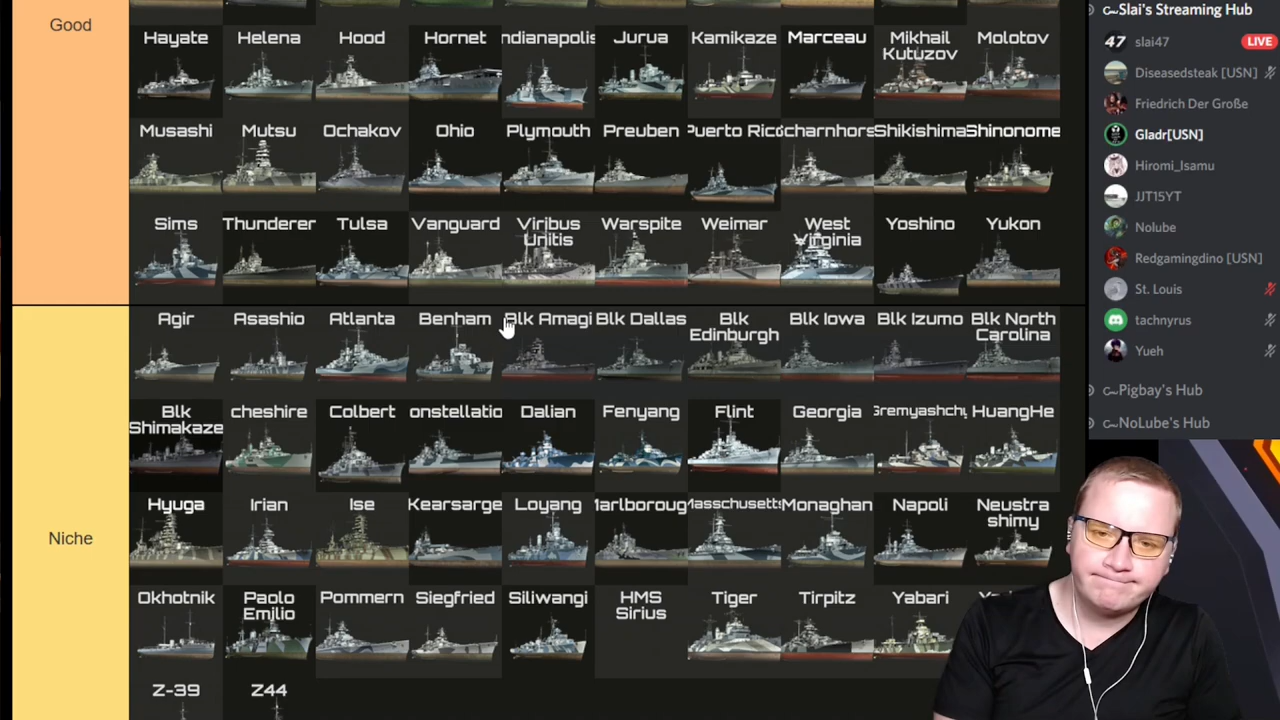 Good
Hayate Helena Hood Hornet ndianapolis Jurua Kamikaze Marceau Mikhail Kutuzov Molotov
Musashi Mutsu Ochakov Ohio Plymouth Preuben Puerto Rico charnhors Shikishima Shinonome
Sims Thunderer Tulsa Vanguard Viribus Unitis Warspite Weimar West Virginia Yoshino Yukon
Niche
Agir Asashio Atlanta Benham Blk Amagi Blk Dallas Blk Edinburgh Blk Iowa Blk Izumo Blk North Carolina
Blk Shimakaze cheshire Colbert onstellatio Dalian Fenyang Flint Georgia Gremyashchy HuangHe
Hyuga Irian Ise Kearsarge Loyang Marlboroug Masschusetts Monaghan Napoli Neustra shimy
Okhotnik Paolo Emilio Pommern Siegfried Siliwangi HMS Sirius Tiger Tirpitz Yabari
Z-39 Z44
Slai's Streaming Hub
47 slai47 LIVE
Diseasedsteak [USN]
Friedrich Der Große
Gladr[USN]
Hiromi_Isamu
JJT15YT
Nolube
Redgamingdino [USN]
St. Louis
tachnyrus
Yueh
Pigbay's Hub
NoLube's Hub